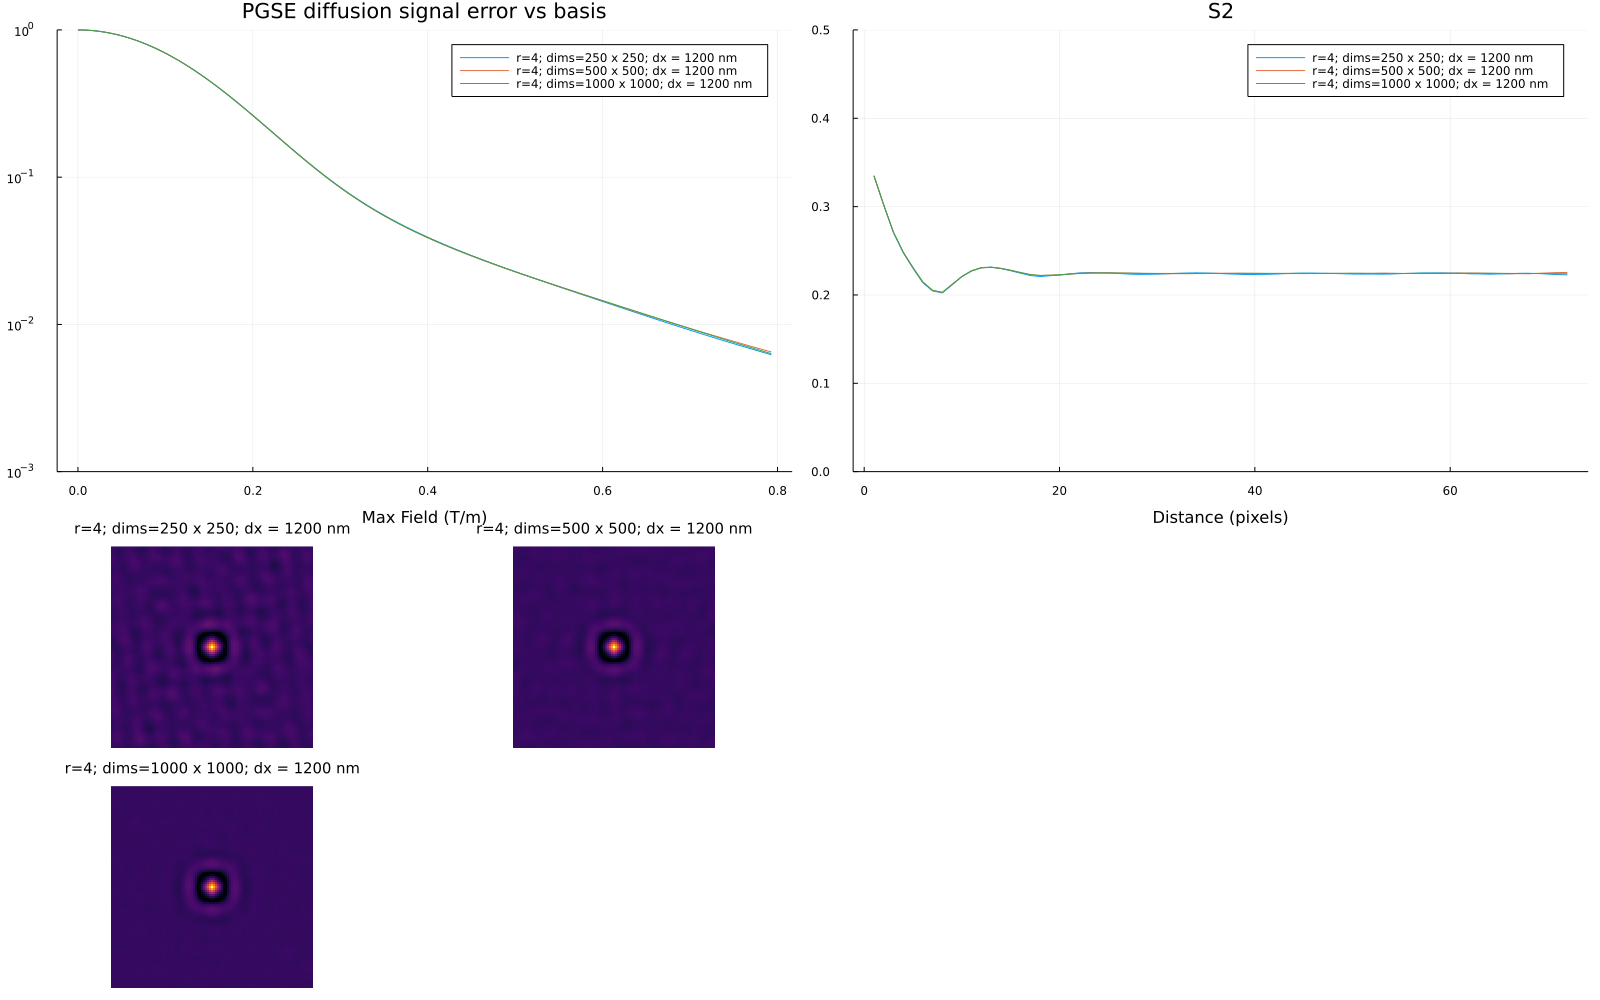 PGSE diffusion signal error vs basis
10^0
10^-1
10^-2
10^-3
r=4; dims=250 x 250; dx = 1200 nm
r=4; dims=500 x 500; dx = 1200 nm
r=4; dims=1000 x 1000; dx = 1200 nm
0.0 0.2 0.4 0.6 0.8
Max Field (T/m)
S2
0.5
0.4
0.3
0.2
0.1
0.0
r=4; dims=250 x 250; dx = 1200 nm
r=4; dims=500 x 500; dx = 1200 nm
r=4; dims=1000 x 1000; dx = 1200 nm
0 20 40 60
Distance (pixels)
r=4; dims=250 x 250; dx = 1200 nm
r=4; dims=500 x 500; dx = 1200 nm
r=4; dims=1000 x 1000; dx = 1200 nm